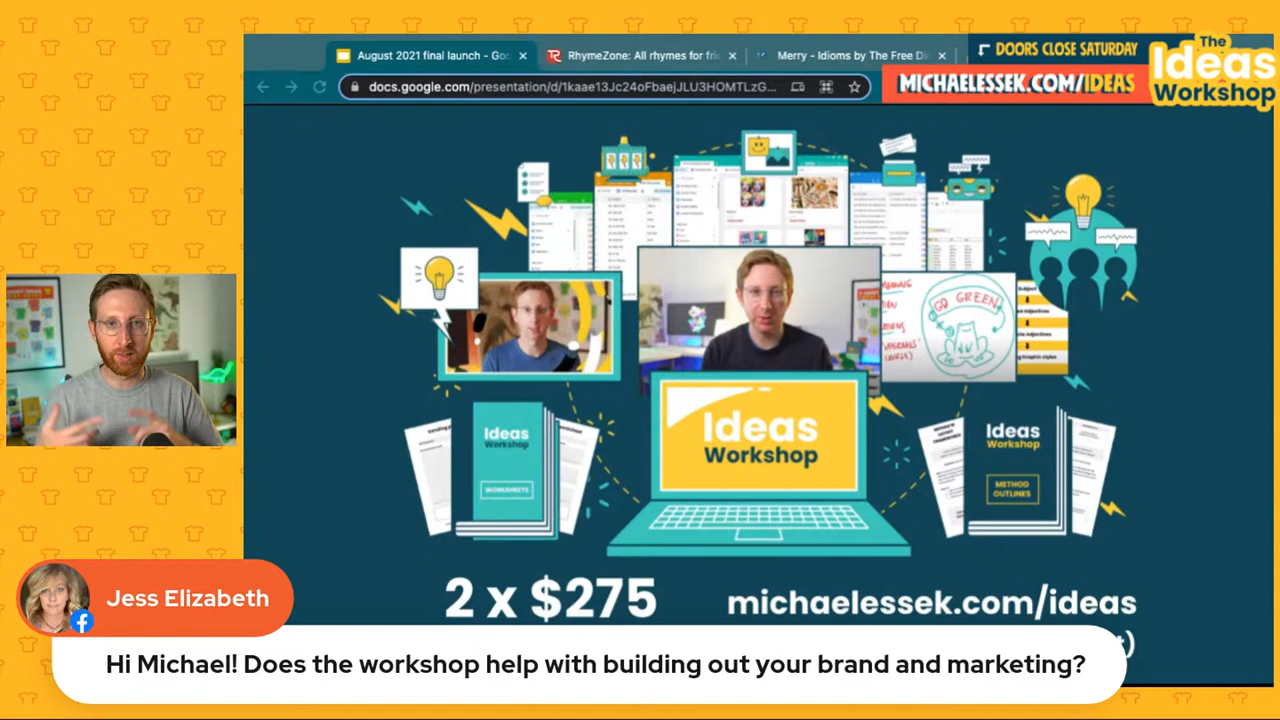 August 2021 final launch - Goo
RhymeZone: All rhymes for frie
Merry - Idioms by The Free Di
DOORS CLOSE SATURDAY
MICHAELESSEK.COM/IDEAS
The
Ideas
Workshop
docs.google.com/presentation/d/1kaae13Jc24oFbaejJLU3HOMTLzG...
GO GREEN
Ideas
Workshop
WORKSHEETS
Ideas
Workshop
Ideas
Workshop
METHOD
OUTLINES
2 x $275
michaelessek.com/ideas
Jess Elizabeth
Hi Michael! Does the workshop help with building out your brand and marketing?